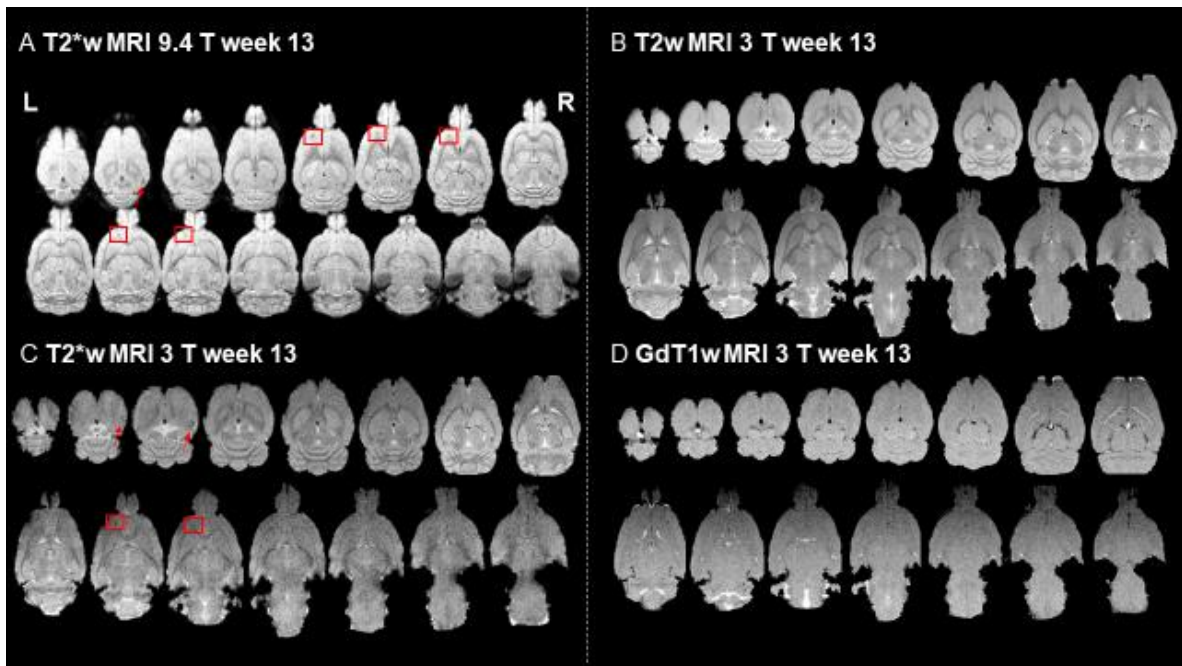 A T2*w MRI 9.4 T week 13
L
R
B T2w MRI 3 T week 13
C T2*w MRI 3 T week 13
D GdT1w MRI 3 T week 13